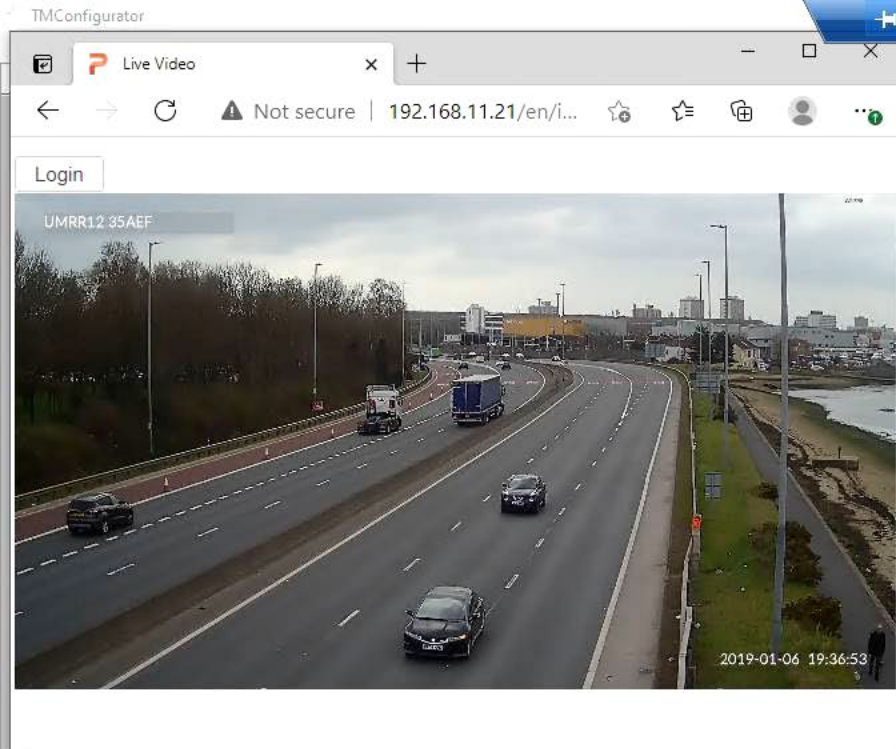 TMConfigurator
Live Video
Not secure | 192.168.11.21/en/i...
Login
UMRR12 35AEF
2019-01-06 19:36:53